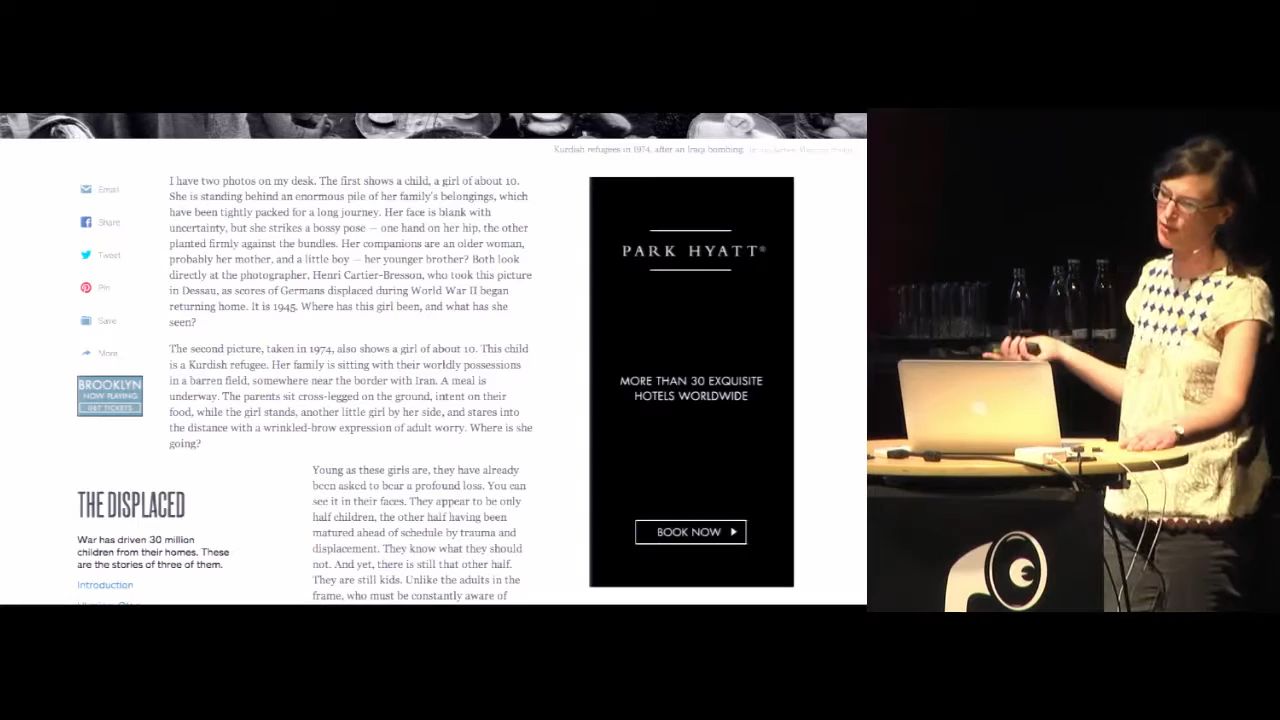 Kurdish refugees in 1974, after an Iraqi bombing.
Email
Share
Tweet
Pin
Save
More
BROOKLYN
NOW PLAYING
GET TICKETS
I have two photos on my desk. The first shows a child, a girl of about 10.
She is standing behind an enormous pile of her family's belongings, which
have been tightly packed for a long journey. Her face is blank with
uncertainty, but she strikes a bossy pose — one hand on her hip, the other
planted firmly against the bundles. Her companions are an older woman,
probably her mother, and a little boy — her younger brother? Both look
directly at the photographer, Henri Cartier-Bresson, who took this picture
in Dessau, as scores of Germans displaced during World War II began
returning home. It is 1945. Where has this girl been, and what has she
seen?
The second picture, taken in 1974, also shows a girl of about 10. This child
is a Kurdish refugee. Her family is sitting with their worldly possessions
in a barren field, somewhere near the border with Iran. A meal is
underway. The parents sit cross-legged on the ground, intent on their
food, while the girl stands, another little girl by her side, and stares into
the distance with a wrinkled-brow expression of adult worry. Where is she
going?
THE DISPLACED
War has driven 30 million
children from their homes. These
are the stories of three of them.
Introduction
Young as these girls are, they have already
been asked to bear a profound loss. You can
see it in their faces. They appear to be only
half children, the other half having been
matured ahead of schedule by trauma and
displacement. They know what they should
not. And yet, there is still that other half.
They are still kids. Unlike the adults in the
frame, who must be constantly aware of
PARK HYATT®
MORE THAN 30 EXQUISITE
HOTELS WORLDWIDE
BOOK NOW